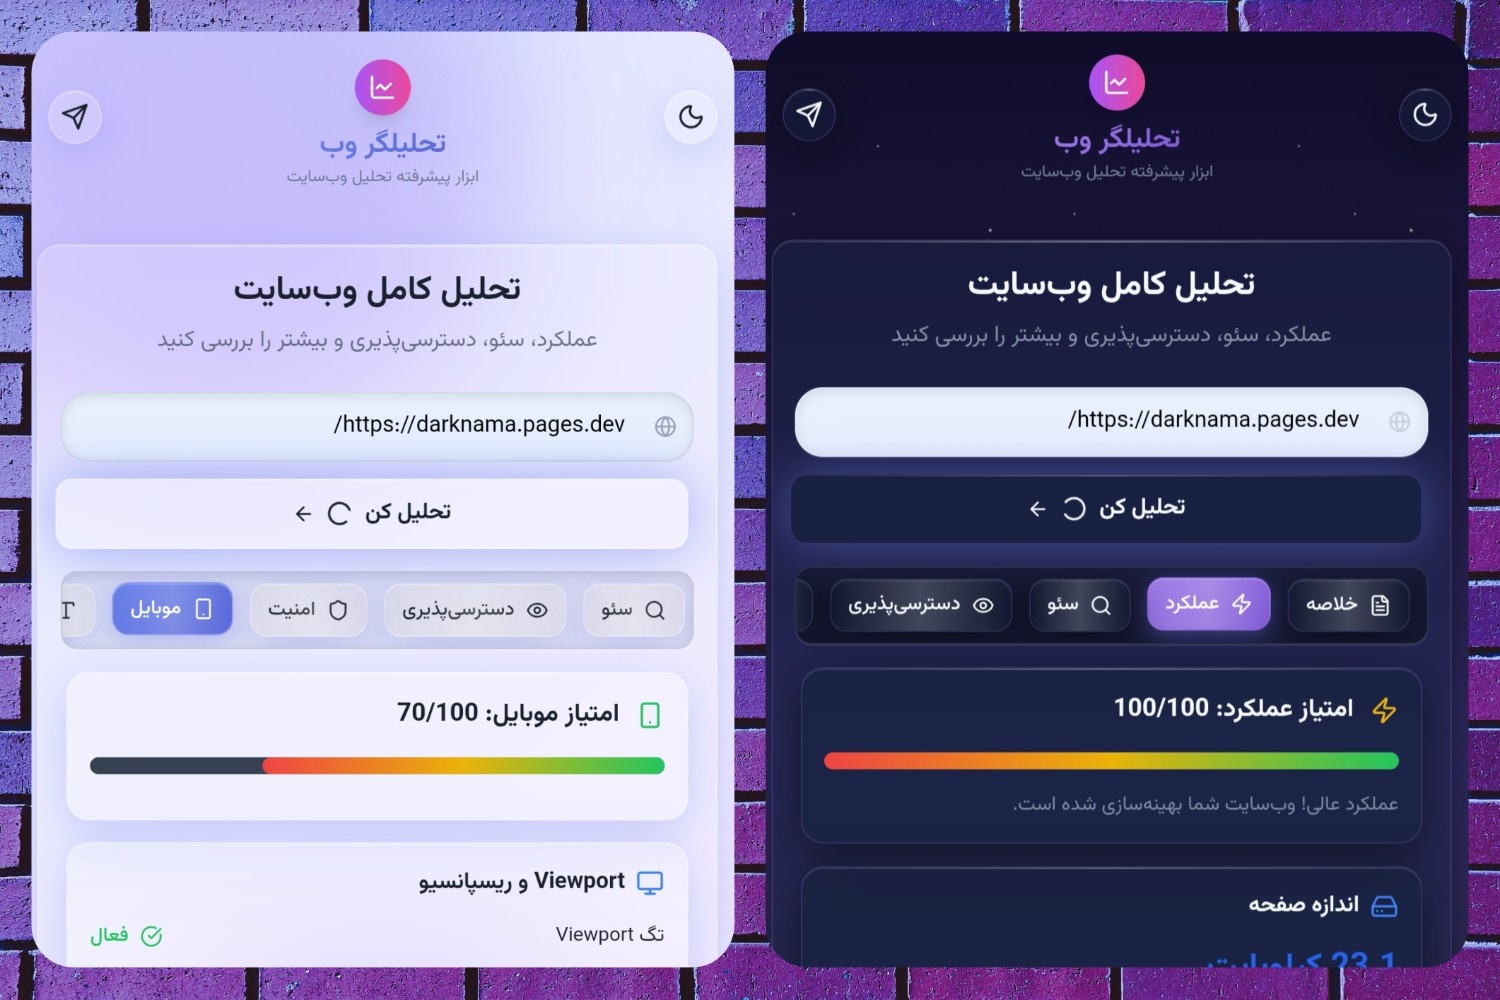 تحلیلگر وب
ابزار پیشرفته تحلیل وب‌سایت
تحلیل کامل وب‌سایت
عملکرد، سئو، دسترسی‌پذیری و بیشتر را بررسی کنید
https://darknama.pages.dev/
تحلیل کن
خلاصه
عملکرد
سئو
دسترسی‌پذیری
امتیاز عملکرد: 100/100
عملکرد عالی! وب‌سایت شما بهینه‌سازی شده است.
اندازه صفحه
23.1 کیلوبایت
تحلیلگر وب
ابزار پیشرفته تحلیل وب‌سایت
تحلیل کامل وب‌سایت
عملکرد، سئو، دسترسی‌پذیری و بیشتر را بررسی کنید
https://darknama.pages.dev/
تحلیل کن
سئو
دسترسی‌پذیری
امنیت
موبایل
امتیاز موبایل: 70/100
Viewport و ریسپانسیو
تگ Viewport
فعال